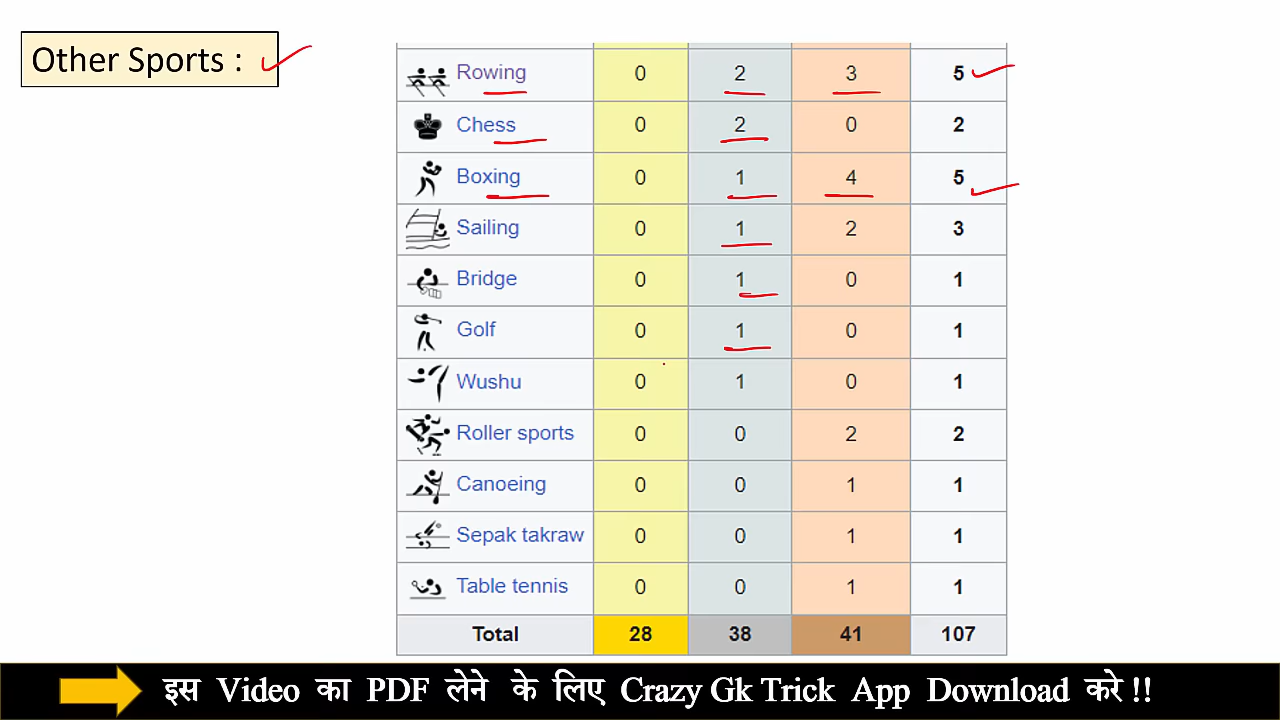 Other Sports :
Rowing 0 2 3 5
Chess 0 2 0 2
Boxing 0 1 4 5
Sailing 0 1 2 3
Bridge 0 1 0 1
Golf 0 1 0 1
Wushu 0 1 0 1
Roller sports 0 0 2 2
Canoeing 0 0 1 1
Sepak takraw 0 0 1 1
Table tennis 0 0 1 1
Total 28 38 41 107
इस Video का PDF लेने के लिए Crazy Gk Trick App Download करे !!